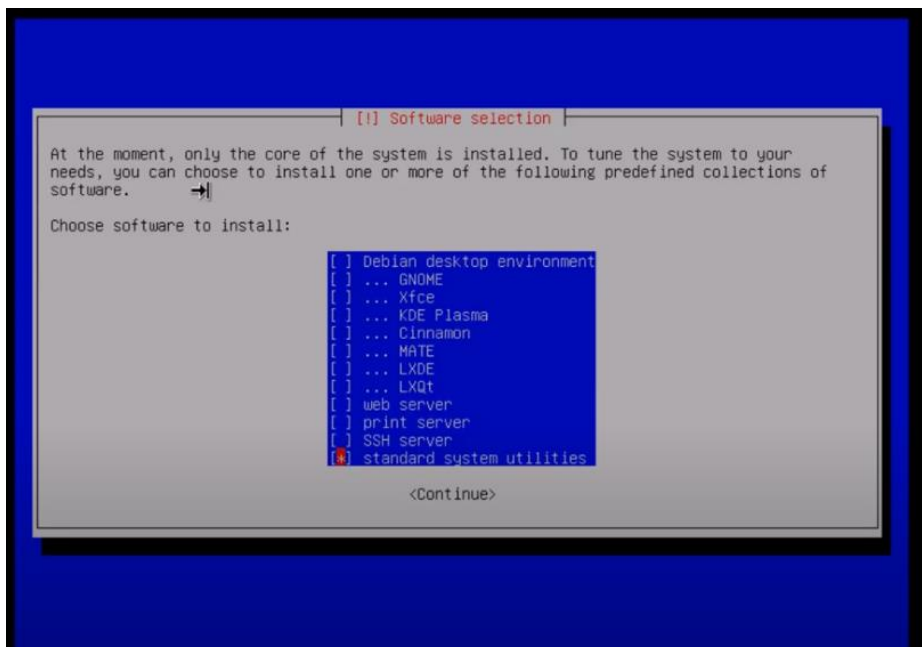 [!] Software selection
At the moment, only the core of the system is installed. To tune the system to your
needs, you can choose to install one or more of the following predefined collections of
software.
Choose software to install:
[ ] Debian desktop environment
[ ] ... GNOME
[ ] ... Xfce
[ ] ... KDE Plasma
[ ] ... Cinnamon
[ ] ... MATE
[ ] ... LXDE
[ ] ... LXQt
[ ] web server
[ ] print server
[ ] SSH server
[*] standard system utilities
<Continue>